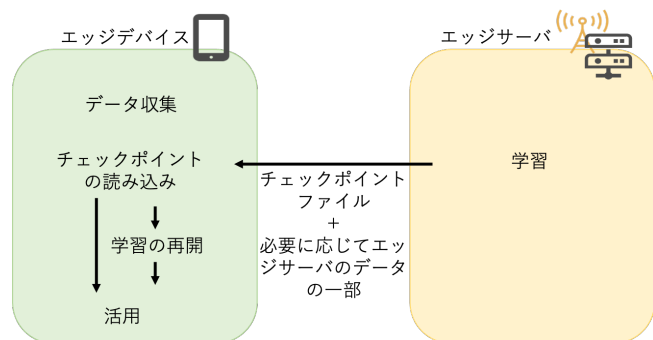 エッジデバイス
データ収集
チェックポイント
の読み込み
学習の再開
活用
チェックポイント
ファイル
+
必要に応じてエッ
ジサーバのデータ
の一部
エッジサーバ
学習